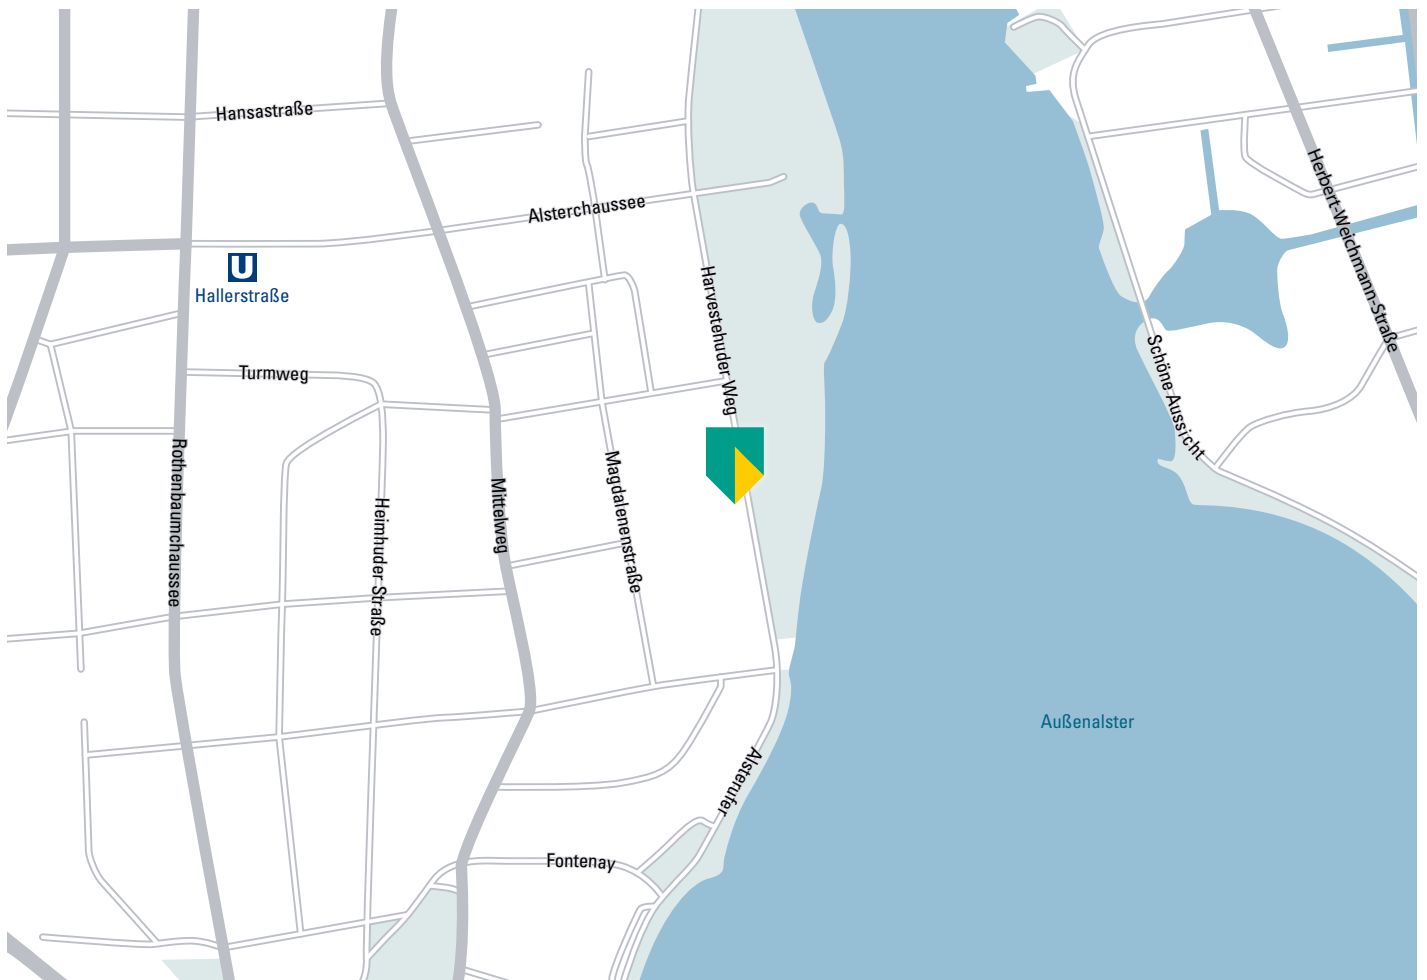 Hansastraße
Alsterchaussee
U
Hallerstraße
Turmweg
Harvestehuder Weg
Herbert-Weichmann-Straße
Schöne Aussicht
Rothenbaumchaussee
Heimhuder Straße
Mittelweg
Magdalenenstraße
Außenalster
Alsterufer
Fontenay